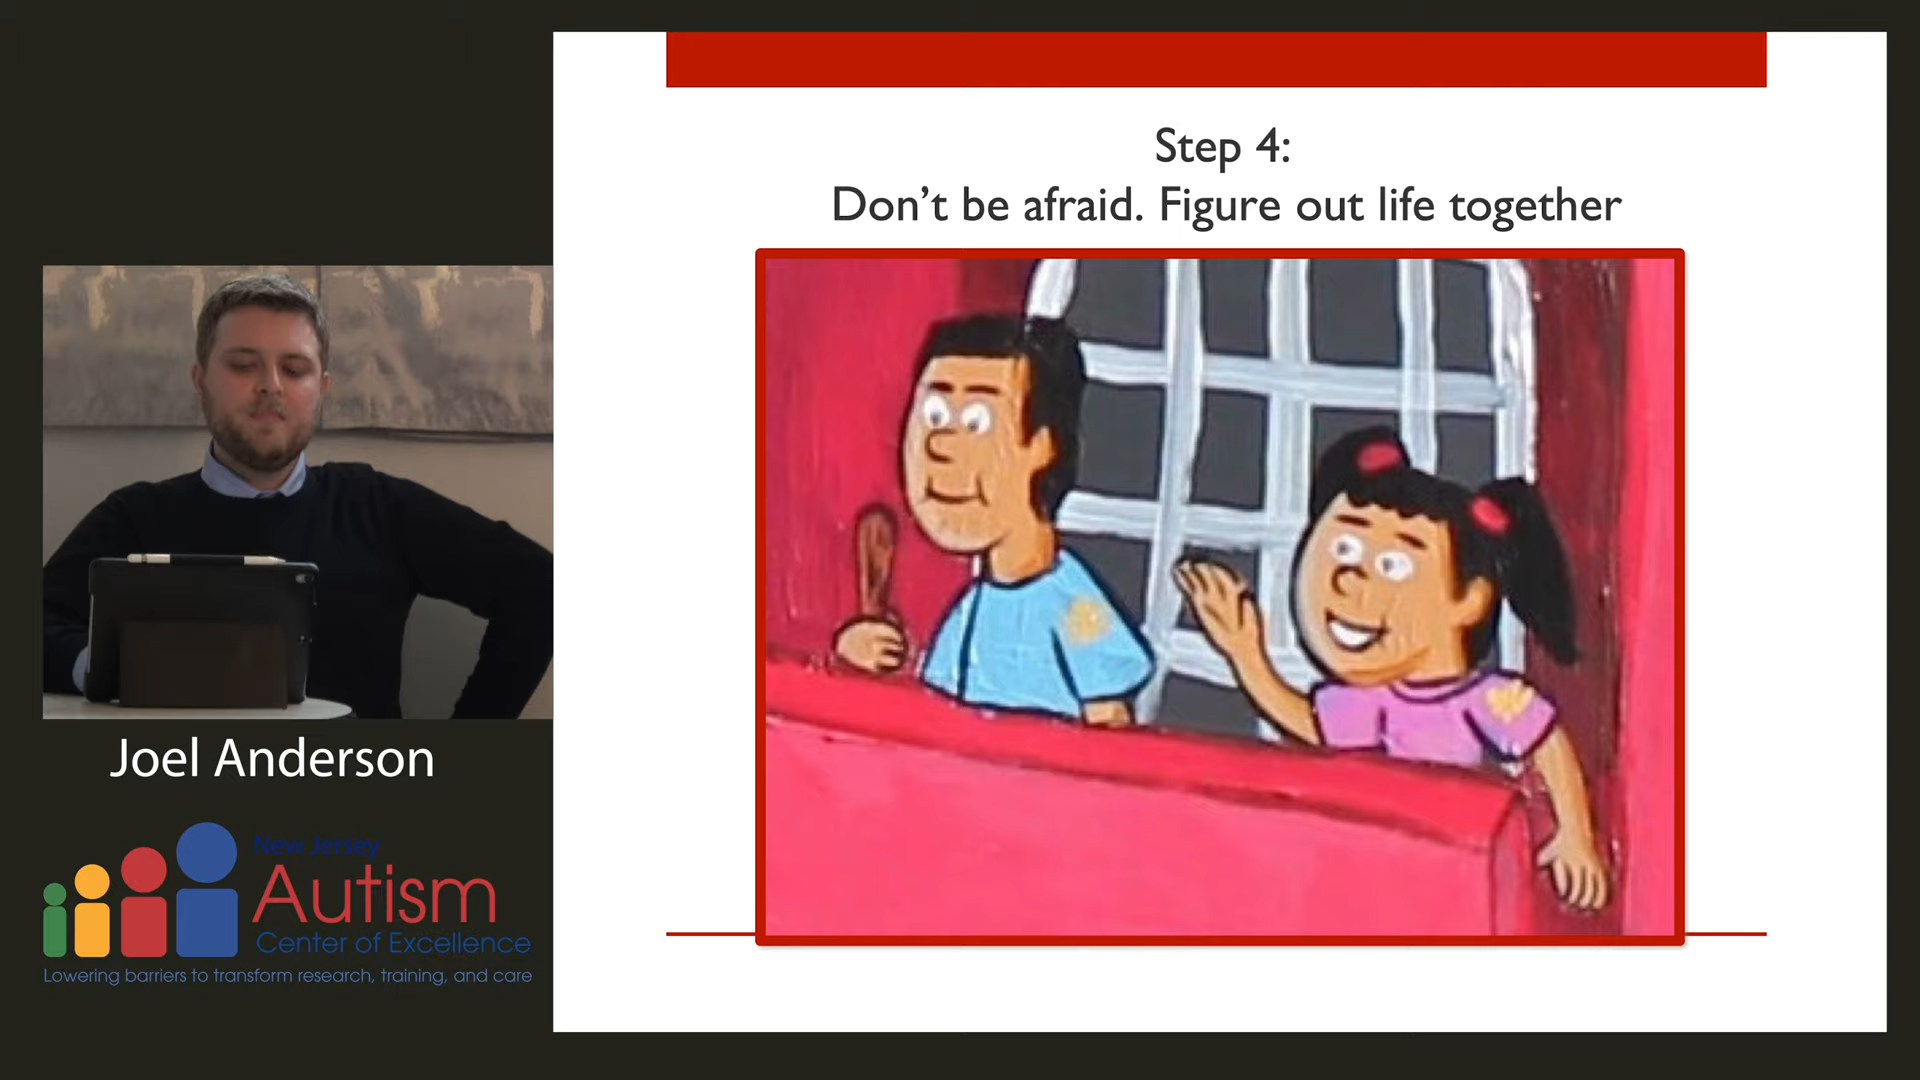 Step 4:
Don't be afraid. Figure out life together
Joel Anderson
New Jersey
Autism
Center of Excellence
Lowering barriers to transform research, training, and care